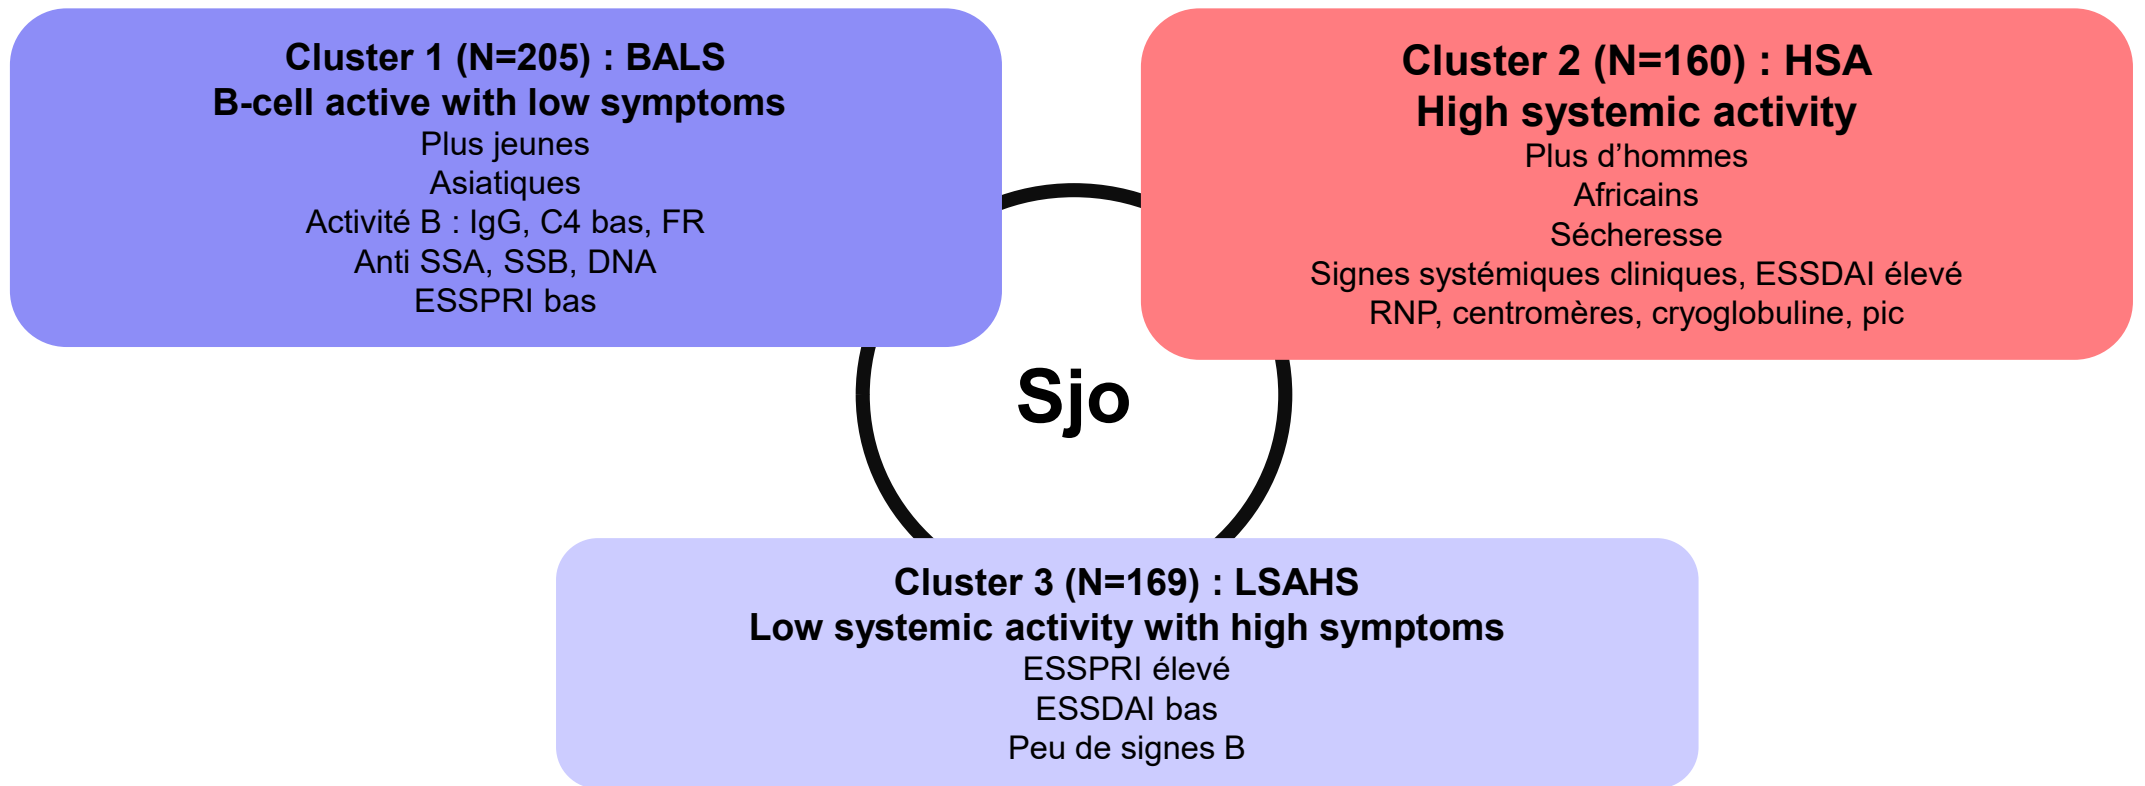 Cluster 1 (N=205) : BALS
B-cell active with low symptoms
Plus jeunes
Asiatiques
Activité B : IgG, C4 bas, FR
Anti SSA, SSB, DNA
ESSPRI bas
Cluster 2 (N=160) : HSA
High systemic activity
Plus d’hommes
Africains
Sécheresse
Signes systémiques cliniques, ESSDAI élevé
RNP, centromères, cryoglobuline, pic
Sjo
Cluster 3 (N=169) : LSAHS
Low systemic activity with high symptoms
ESSPRI élevé
ESSDAI bas
Peu de signes B